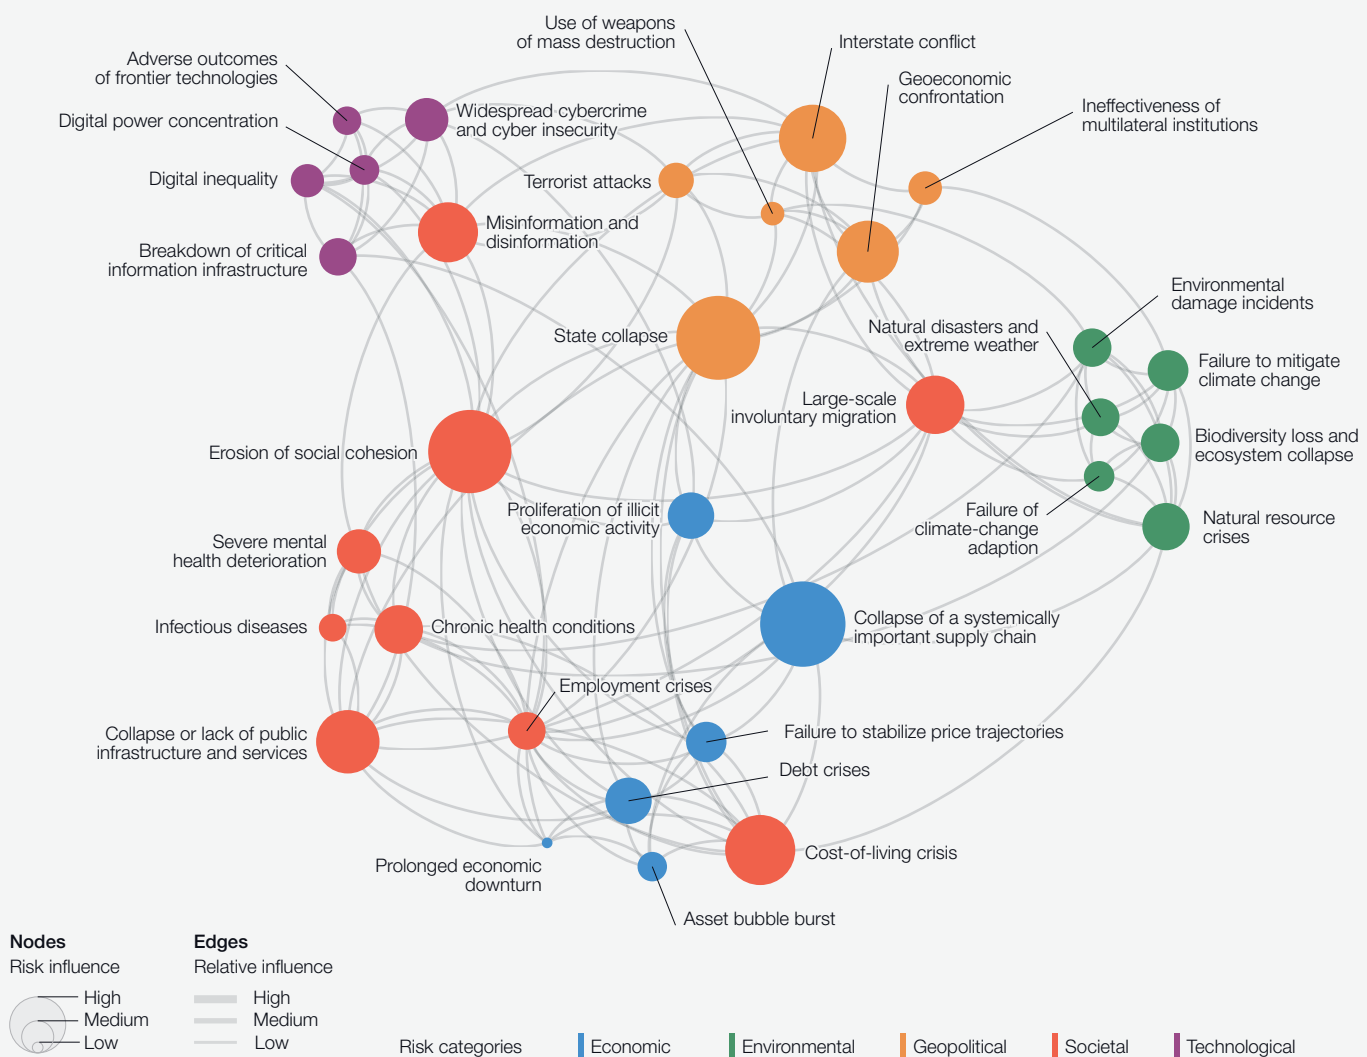 Use of weapons
of mass destruction
Interstate conflict
Adverse outcomes
of frontier technologies
Geoeconomic
confrontation
Ineffectiveness of
multilateral institutions
Digital power concentration
Widespread cybercrime
and cyber insecurity
Digital inequality
Terrorist attacks
Misinformation and
disinformation
Breakdown of critical
information infrastructure
Environmental
damage incidents
State collapse
Natural disasters and
extreme weather
Failure to mitigate
climate change
Large-scale
involuntary migration
Biodiversity loss and
ecosystem collapse
Erosion of social cohesion
Proliferation of illicit
economic activity
Failure of
climate-change
adaption
Natural resource
crises
Severe mental
health deterioration
Infectious diseases
Chronic health conditions
Collapse of a systemically
important supply chain
Employment crises
Collapse or lack of public
infrastructure and services
Failure to stabilize price trajectories
Debt crises
Prolonged economic
downturn
Cost-of-living crisis
Asset bubble burst
Nodes
Risk influence
High
Medium
Low
Edges
Relative influence
High
Medium
Low
Risk categories
Economic
Environmental
Geopolitical
Societal
Technological